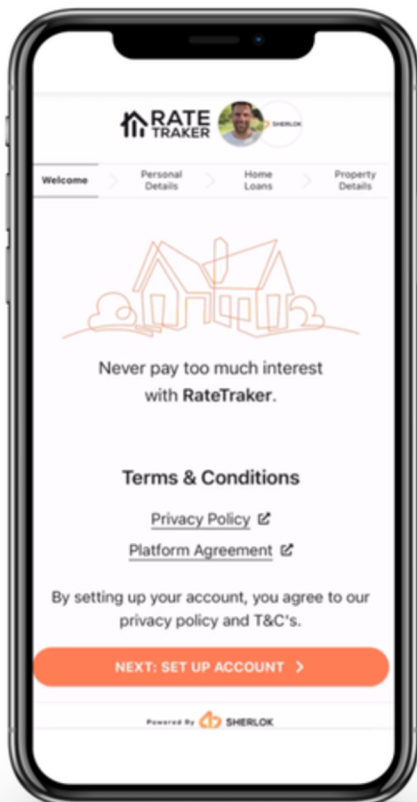 RATE
TRAKER
SHERLOK
Welcome
Personal
Details
Home
Loans
Property
Details
Never pay too much interest
with RateTraker.
Terms & Conditions
Privacy Policy
Platform Agreement
By setting up your account, you agree to our
privacy policy and T&C's.
NEXT: SET UP ACCOUNT
Powered By SHERLOK